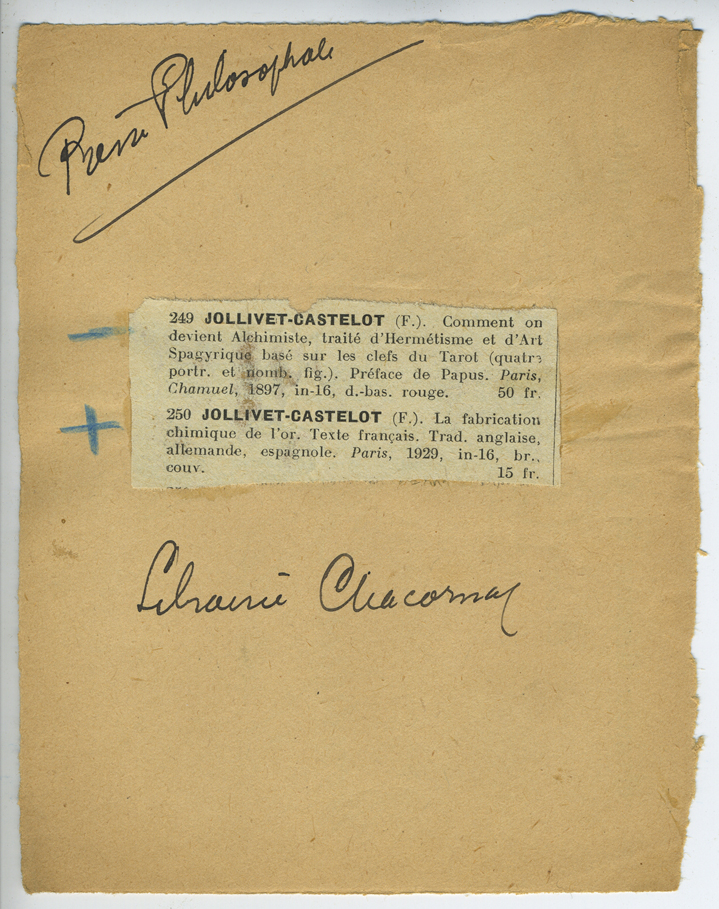 Pierre Philosophale
249 JOLLIVET-CASTELOT (F.). Comment on
devient Alchimiste, traité d'Hermétisme et d'Art
Spagyrique basé sur les clefs du Tarot (quatre
portr. et nomb. fig.). Préface de Papus. Paris,
Chamuel, 1897, in-16, d.-bas. rouge. 50 fr.
250 JOLLIVET-CASTELOT (F.). La fabrication
chimique de l'or. Texte français. Trad. anglaise,
allemande, espagnole. Paris, 1929, in-16, br.,
couv. 15 fr.
Librairie Chacornac